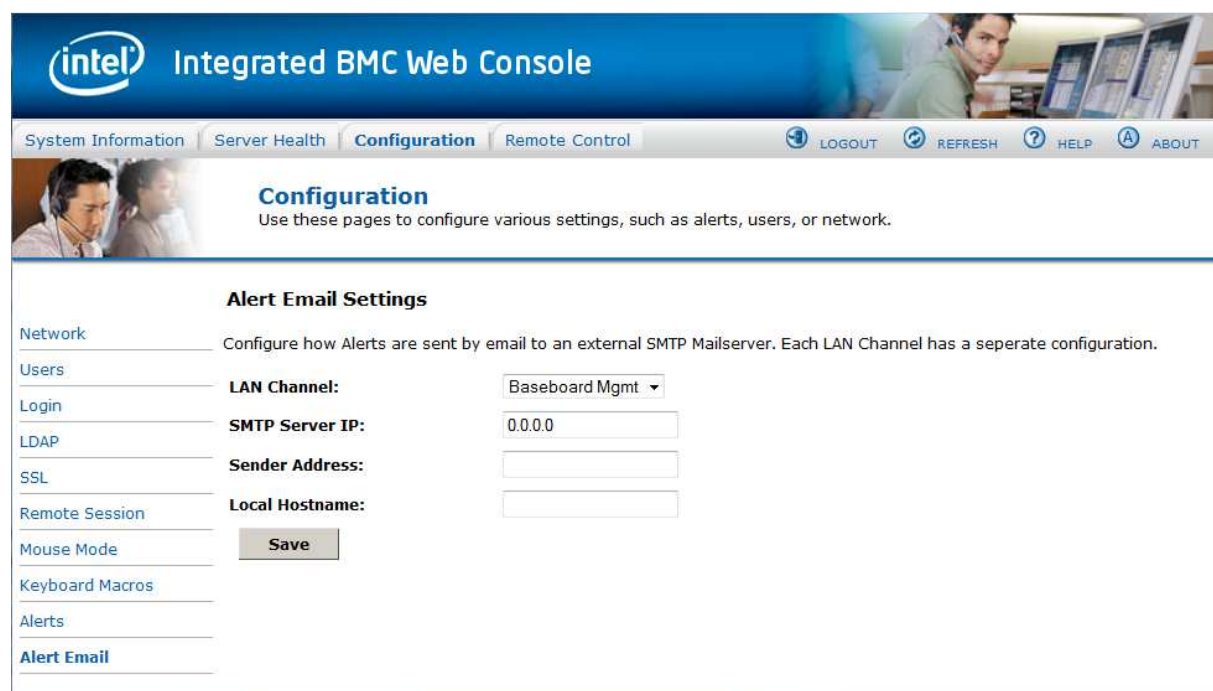 intel Integrated BMC Web Console
System Information Server Health Configuration Remote Control LOGOUT REFRESH ? HELP A ABOUT
Configuration
Use these pages to configure various settings, such as alerts, users, or network.
Network
Users
Login
LDAP
SSL
Remote Session
Mouse Mode
Keyboard Macros
Alerts
Alert Email
Alert Email Settings
Configure how Alerts are sent by email to an external SMTP Mailserver. Each LAN Channel has a seperate configuration.
LAN Channel: Baseboard Mgmt
SMTP Server IP: 0.0.0.0
Sender Address:
Local Hostname:
Save